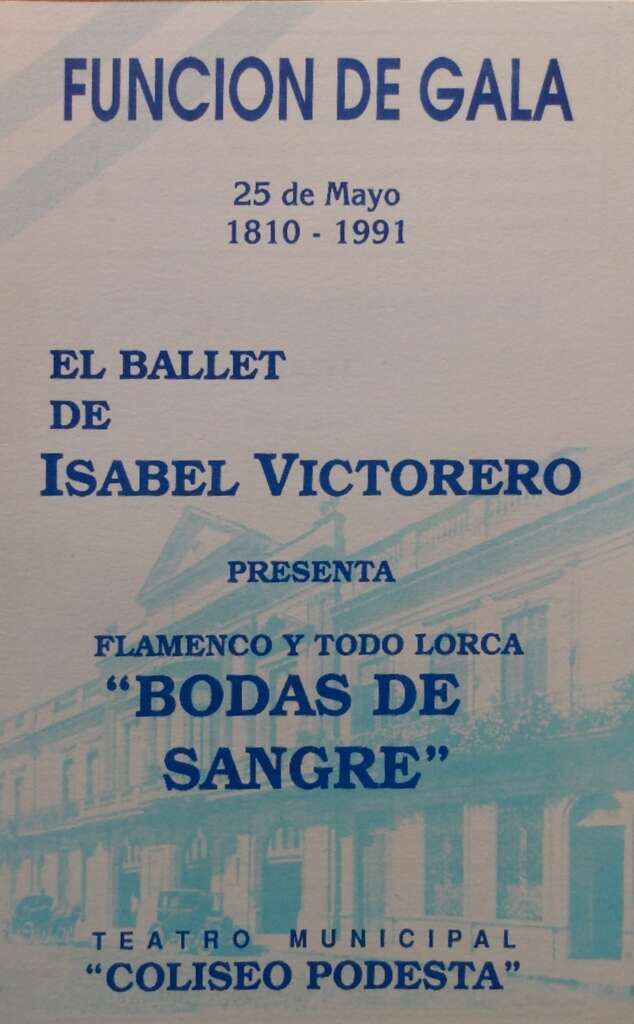 FUNCION DE GALA
25 de Mayo
1810 - 1991
EL BALLET
DE
ISABEL VICTORERO
PRESENTA
FLAMENCO Y TODO LORCA
“BODAS DE
SANGRE”
TEATRO MUNICIPAL
“COLISEO PODESTA”